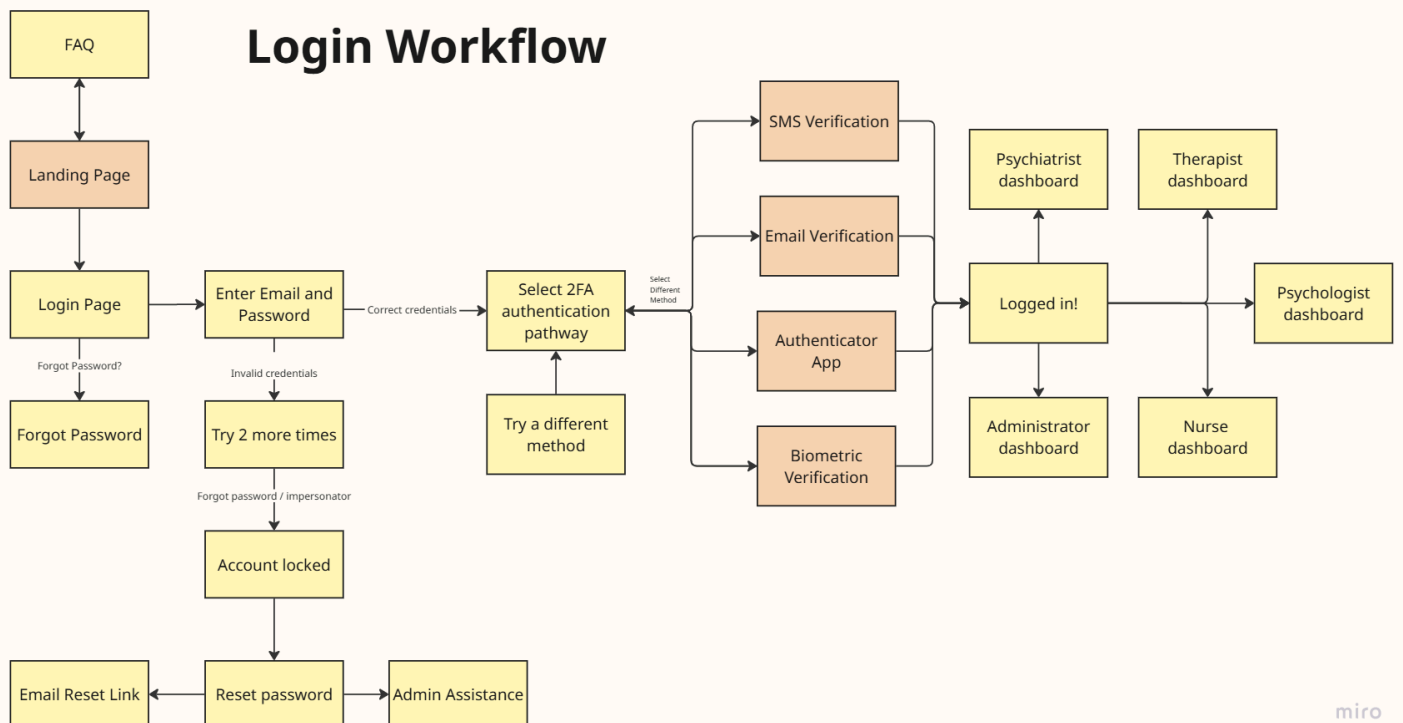 Login Workflow
FAQ
Landing Page
Login Page
Forgot Password?
Forgot Password
Enter Email and
Password
Correct credentials
Invalid credentials
Try 2 more times
Forgot password / impersonator
Account locked
Reset password
Email Reset Link
Admin Assistance
Select 2FA
authentication
pathway
Try a different
method
Select
Different
Method
SMS Verification
Email Verification
Authenticator
App
Biometric
Verification
Logged in!
Psychiatrist
dashboard
Therapist
dashboard
Psychologist
dashboard
Administrator
dashboard
Nurse
dashboard
miro